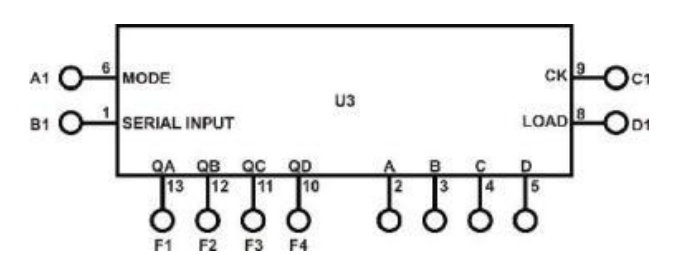 A1 6 MODE CK 9 C1
U3
B1 1 SERIAL INPUT LOAD 8 D1
QA QB QC QD A B C D
13 12 11 10 2 3 4 5
F1 F2 F3 F4